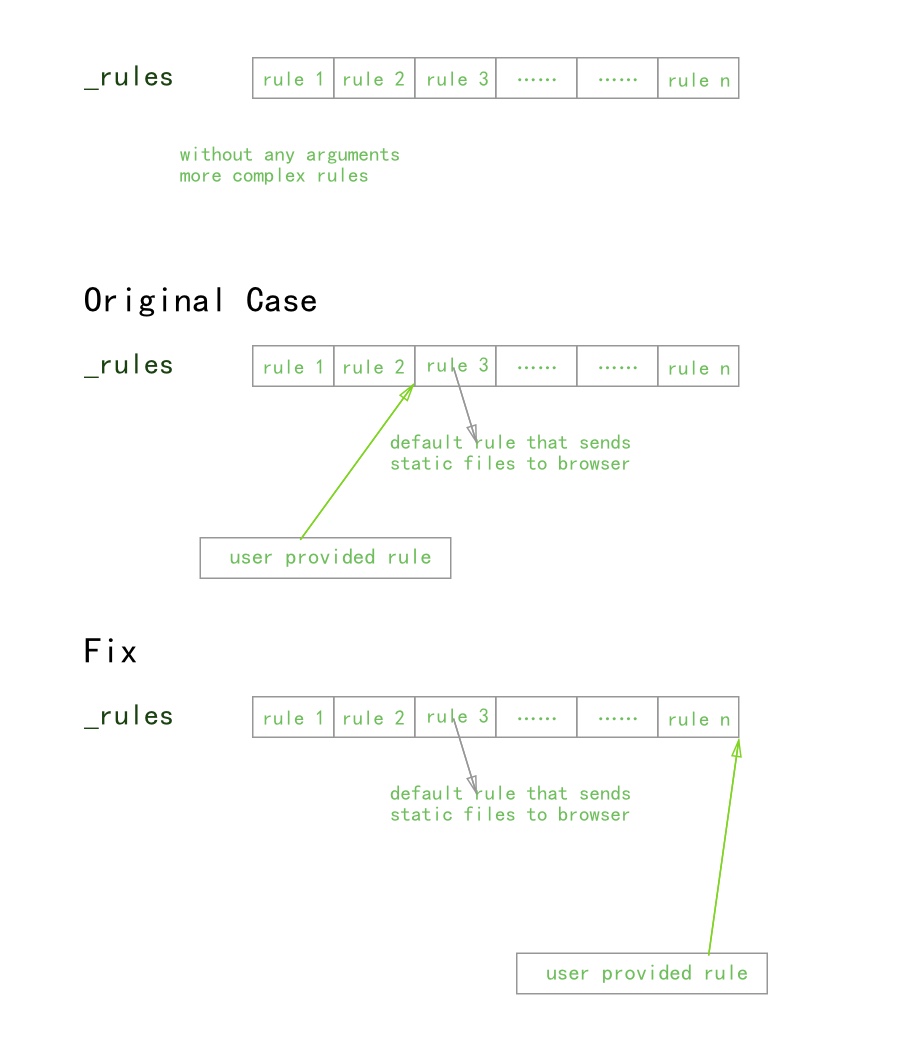 _rules rule 1 rule 2 rule 3 ······ ······ rule n
without any arguments
more complex rules
Original Case
_rules rule 1 rule 2 rule 3 ······ ······ rule n
default rule that sends
static files to browser
user provided rule
Fix
_rules rule 1 rule 2 rule 3 ······ ······ rule n
default rule that sends
static files to browser
user provided rule